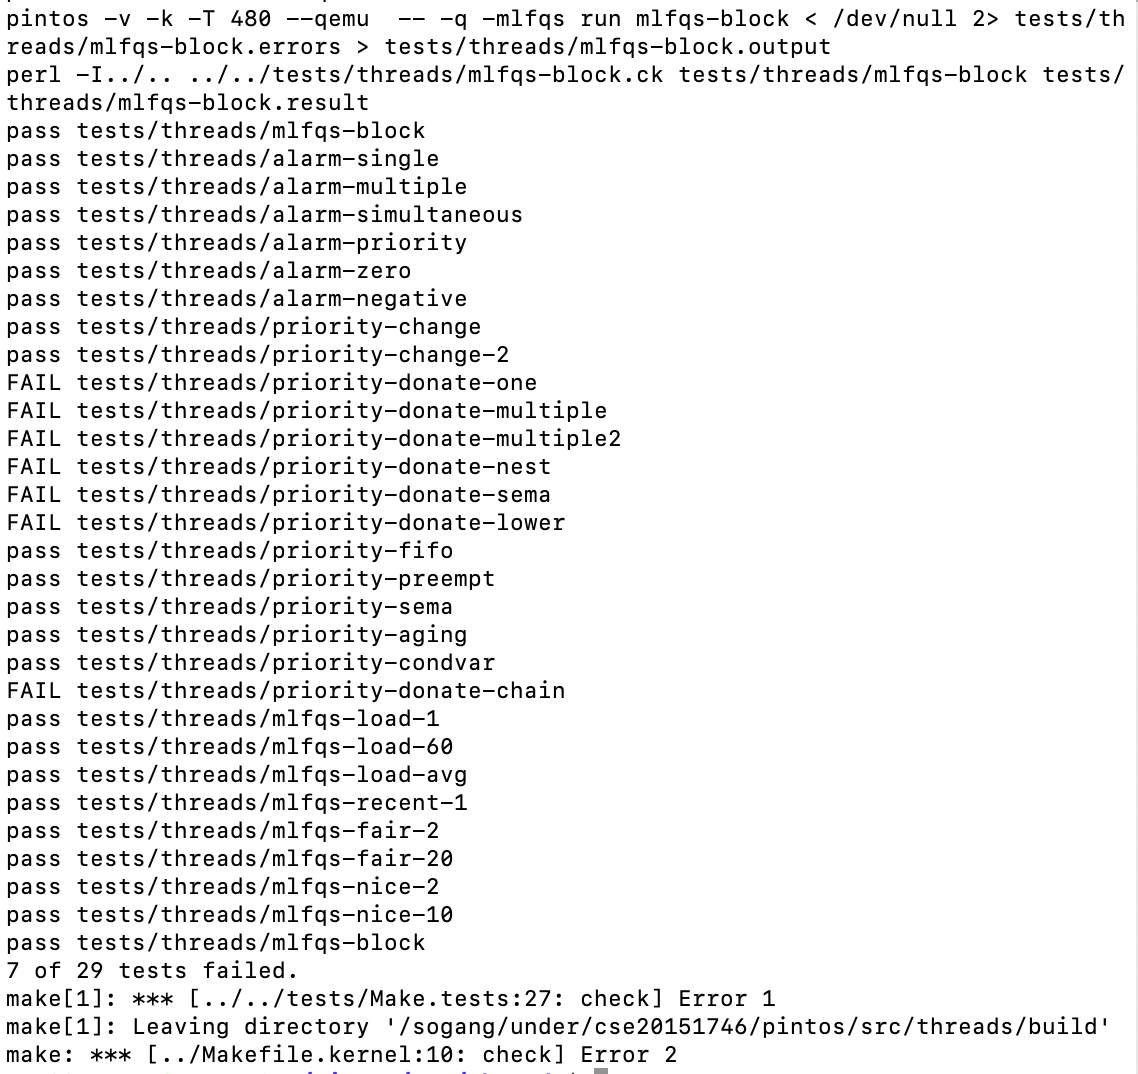 pintos -v -k -T 480 --qemu  -- -q -mlfqs run mlfqs-block < /dev/null 2> tests/th
reads/mlfqs-block.errors > tests/threads/mlfqs-block.output
perl -I../.. ../../tests/threads/mlfqs-block.ck tests/threads/mlfqs-block tests/
threads/mlfqs-block.result
pass tests/threads/mlfqs-block
pass tests/threads/alarm-single
pass tests/threads/alarm-multiple
pass tests/threads/alarm-simultaneous
pass tests/threads/alarm-priority
pass tests/threads/alarm-zero
pass tests/threads/alarm-negative
pass tests/threads/priority-change
pass tests/threads/priority-change-2
FAIL tests/threads/priority-donate-one
FAIL tests/threads/priority-donate-multiple
FAIL tests/threads/priority-donate-multiple2
FAIL tests/threads/priority-donate-nest
FAIL tests/threads/priority-donate-sema
FAIL tests/threads/priority-donate-lower
pass tests/threads/priority-fifo
pass tests/threads/priority-preempt
pass tests/threads/priority-sema
pass tests/threads/priority-aging
pass tests/threads/priority-condvar
FAIL tests/threads/priority-donate-chain
pass tests/threads/mlfqs-load-1
pass tests/threads/mlfqs-load-60
pass tests/threads/mlfqs-load-avg
pass tests/threads/mlfqs-recent-1
pass tests/threads/mlfqs-fair-2
pass tests/threads/mlfqs-fair-20
pass tests/threads/mlfqs-nice-2
pass tests/threads/mlfqs-nice-10
pass tests/threads/mlfqs-block
7 of 29 tests failed.
make[1]: *** [../../tests/Make.tests:27: check] Error 1
make[1]: Leaving directory '/sogang/under/cse20151746/pintos/src/threads/build'
make: *** [../Makefile.kernel:10: check] Error 2